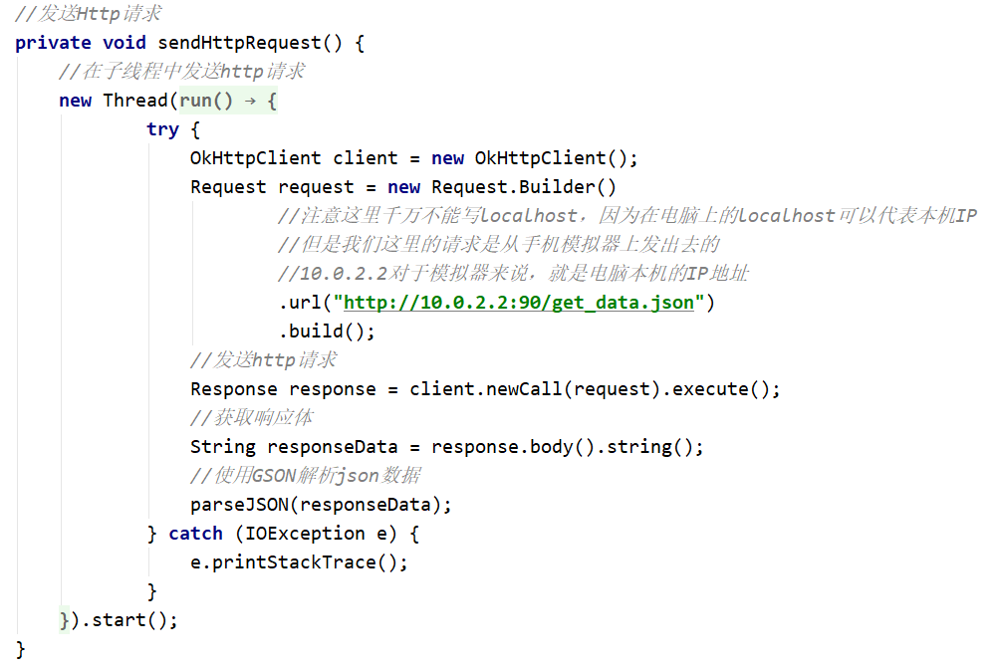 //发送Http请求
private void sendHttpRequest() {
    //在子线程中发送http请求
    new Thread(run() → {
            try {
                OkHttpClient client = new OkHttpClient();
                Request request = new Request.Builder()
                        //注意这里千万不能写localhost，因为在电脑上的localhost可以代表本机IP
                        //但是我们这里的请求是从手机模拟器上发出去的
                        //10.0.2.2对于模拟器来说，就是电脑本机的IP地址
                        .url("http://10.0.2.2:90/get_data.json")
                        .build();
                //发送http请求
                Response response = client.newCall(request).execute();
                //获取响应体
                String responseData = response.body().string();
                //使用GSON解析json数据
                parseJSON(responseData);
            } catch (IOException e) {
                e.printStackTrace();
            }
    }).start();
}